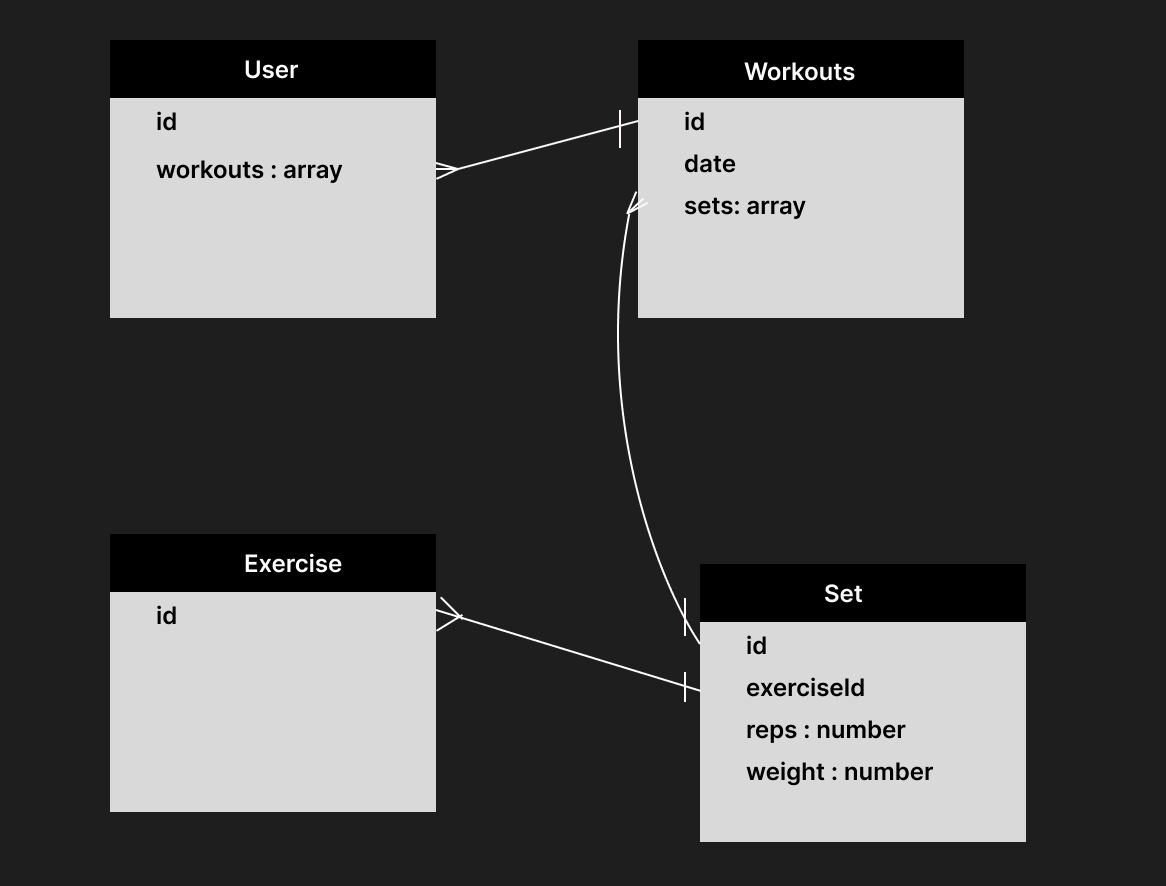 User
id
workouts : array
Workouts
id
date
sets: array
Exercise
id
Set
id
exerciseId
reps : number
weight : number